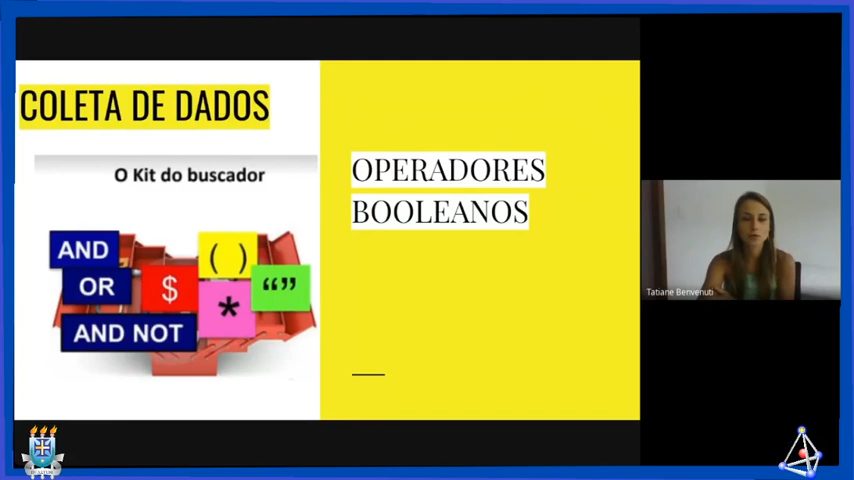 COLETA DE DADOS
O Kit do buscador
AND
OR
AND NOT
$
( )
*
“”
OPERADORES
BOOLEANOS
Tatiane Benvenuti